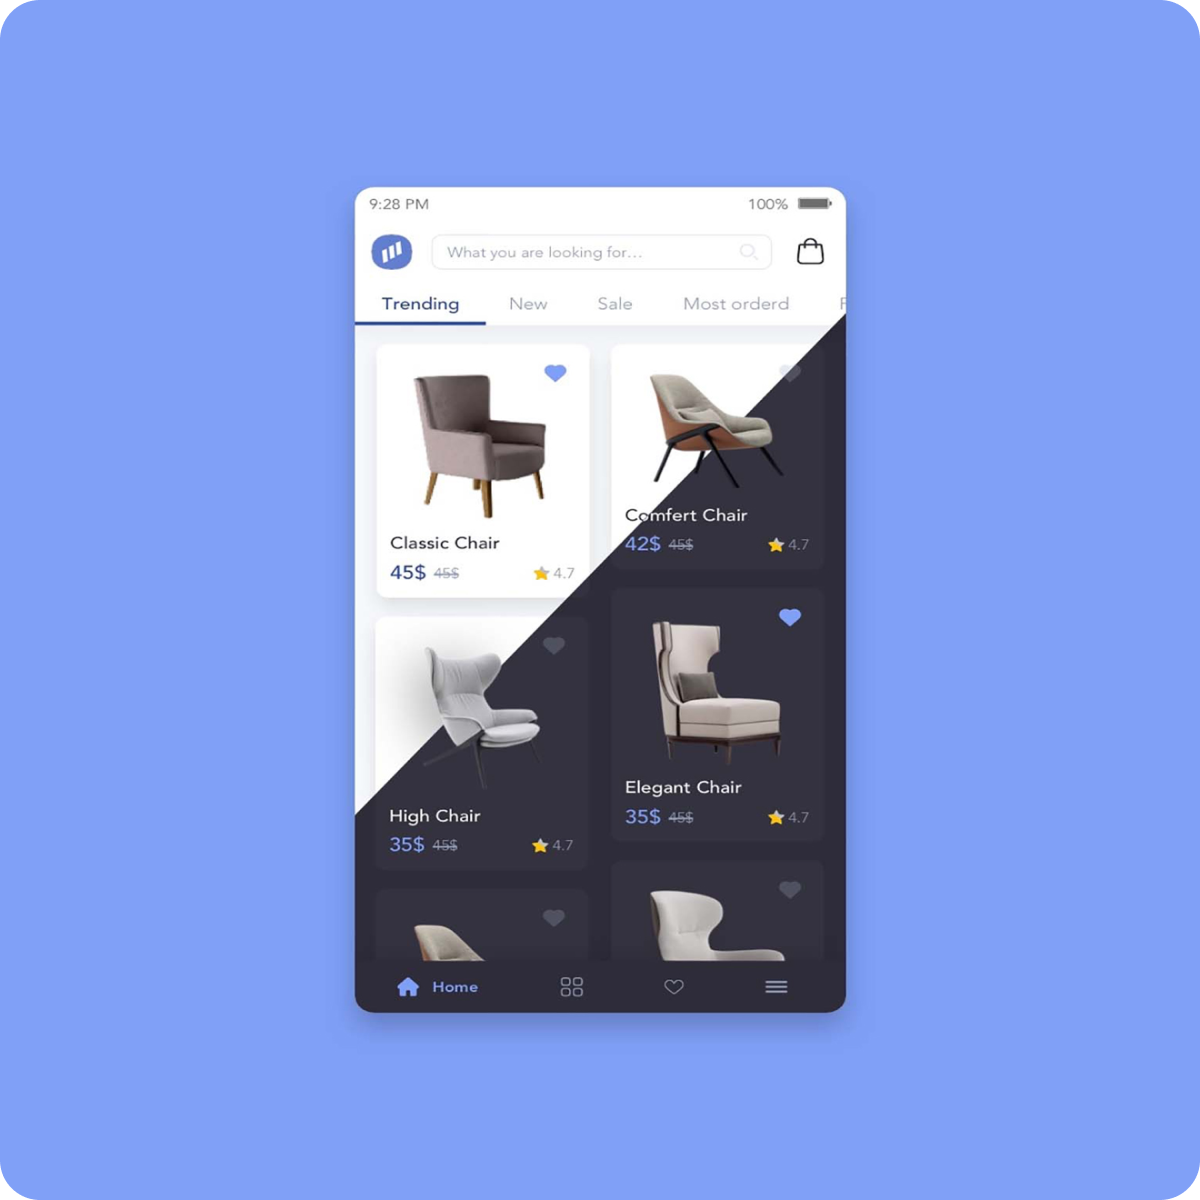 9:28 PM 100%
What you are looking for...
Trending New Sale Most orderd F
Classic Chair
45$ 45$ 4.7
Comfert Chair
42$ 45$ 4.7
High Chair
35$ 45$ 4.7
Elegant Chair
35$ 45$ 4.7
Home